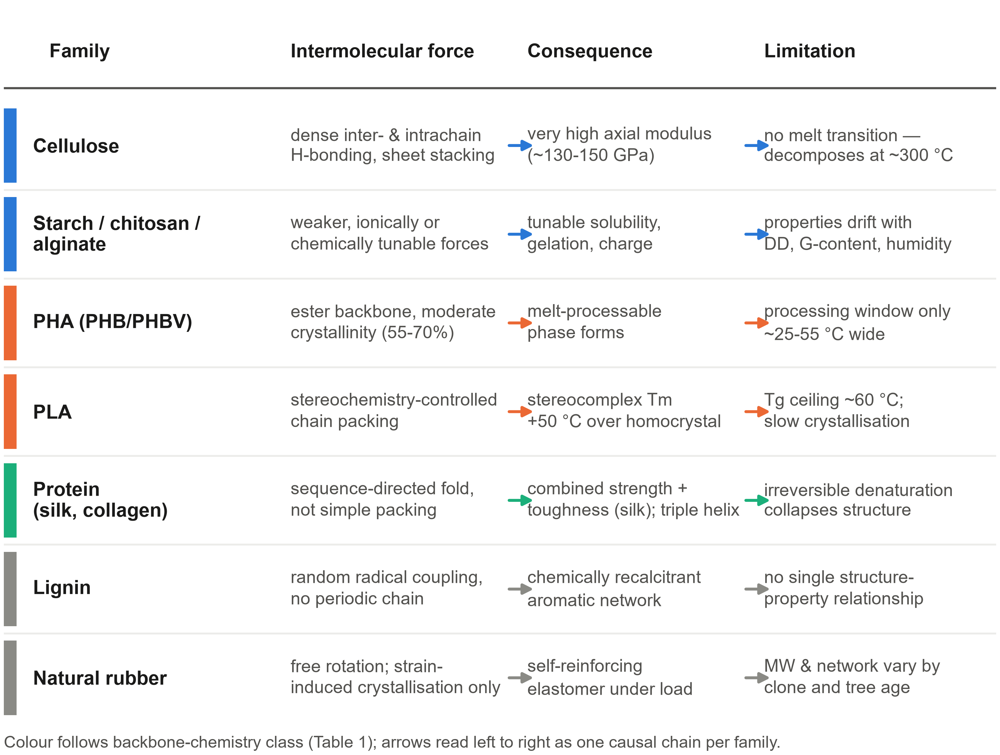 Family
Intermolecular force
Consequence
Limitation
Cellulose
dense inter- & intrachain
H-bonding, sheet stacking
very high axial modulus
(~130-150 GPa)
no melt transition —
decomposes at ~300 °C
Starch / chitosan /
alginate
weaker, ionically or
chemically tunable forces
tunable solubility,
gelation, charge
properties drift with
DD, G-content, humidity
PHA (PHB/PHBV)
ester backbone, moderate
crystallinity (55-70%)
melt-processable
phase forms
processing window only
~25-55 °C wide
PLA
stereochemistry-controlled
chain packing
stereocomplex Tm
+50 °C over homocrystal
Tg ceiling ~60 °C;
slow crystallisation
Protein
(silk, collagen)
sequence-directed fold,
not simple packing
combined strength +
toughness (silk); triple helix
irreversible denaturation
collapses structure
Lignin
random radical coupling,
no periodic chain
chemically recalcitrant
aromatic network
no single structure-
property relationship
Natural rubber
free rotation; strain-
induced crystallisation only
self-reinforcing
elastomer under load
MW & network vary by
clone and tree age
Colour follows backbone-chemistry class (Table 1); arrows read left to right as one causal chain per family.